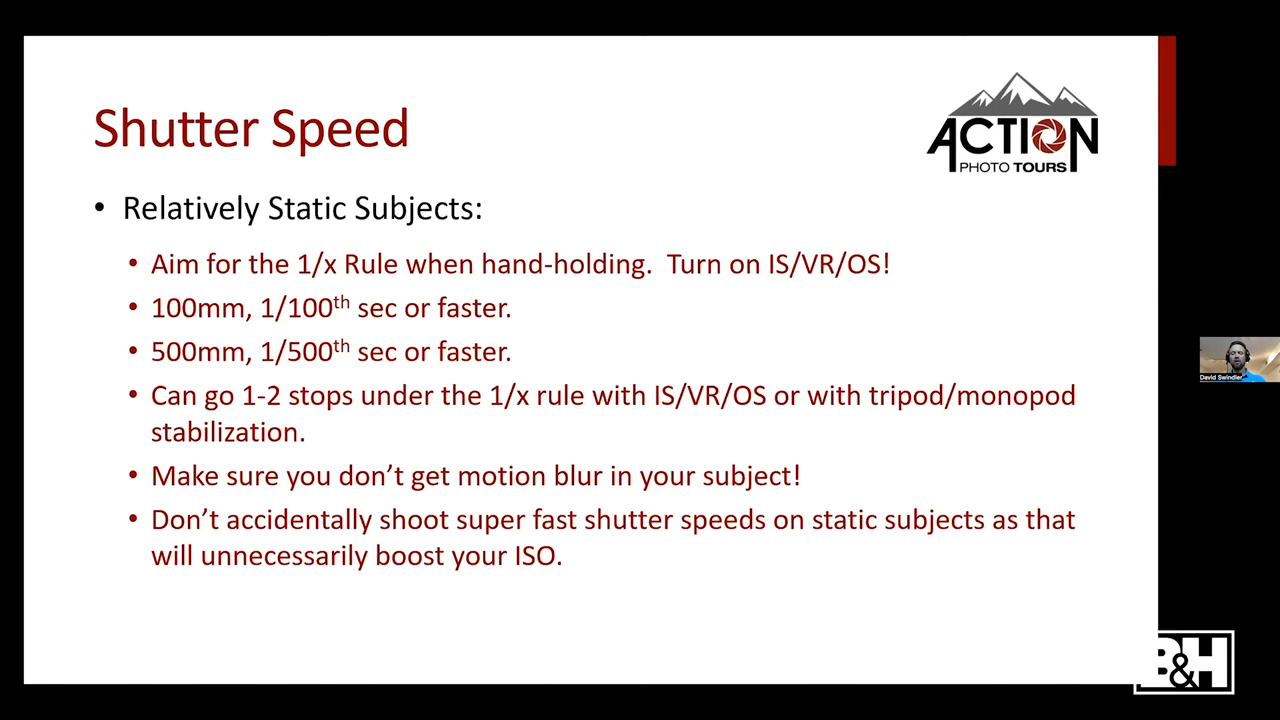 Shutter Speed
ACTION
PHOTO TOURS
• Relatively Static Subjects:
• Aim for the 1/x Rule when hand-holding.  Turn on IS/VR/OS!
• 100mm, 1/100th sec or faster.
• 500mm, 1/500th sec or faster.
• Can go 1-2 stops under the 1/x rule with IS/VR/OS or with tripod/monopod
stabilization.
• Make sure you don’t get motion blur in your subject!
• Don’t accidentally shoot super fast shutter speeds on static subjects as that
will unnecessarily boost your ISO.
David Swindler
B&H